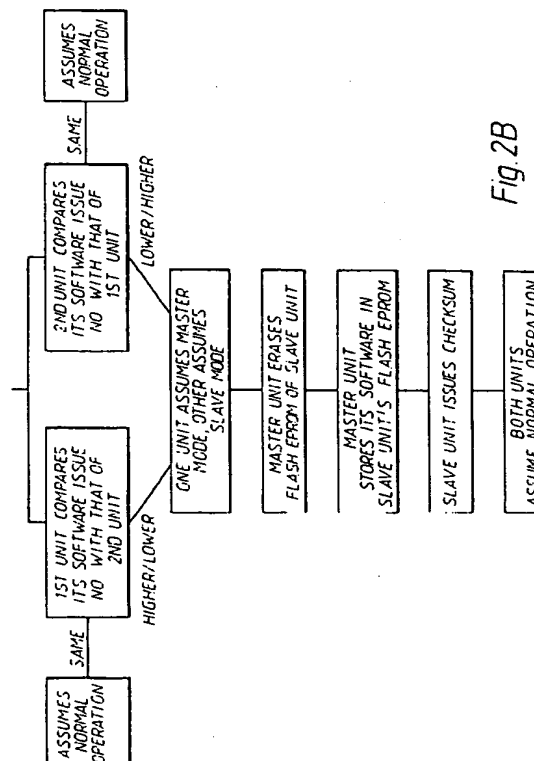 1ST UNIT COMPARES
ITS SOFTWARE ISSUE
NO WITH THAT OF
2ND UNIT
2ND UNIT COMPARES
ITS SOFTWARE ISSUE
NO WITH THAT OF
1ST UNIT
SAME
SAME
ASSUMES
NORMAL
OPERATION
ASSUMES
NORMAL
OPERATION
HIGHER/LOWER
LOWER/HIGHER
ONE UNIT ASSUMES MASTER
MODE, OTHER ASSUMES
SLAVE MODE
MASTER UNIT ERASES
FLASH EPROM OF SLAVE UNIT
MASTER UNIT
STORES ITS SOFTWARE IN
SLAVE UNIT'S FLASH EPROM
SLAVE UNIT ISSUES CHECKSUM
BOTH UNITS
ASSUME NORMAL OPERATION
Fig.2B